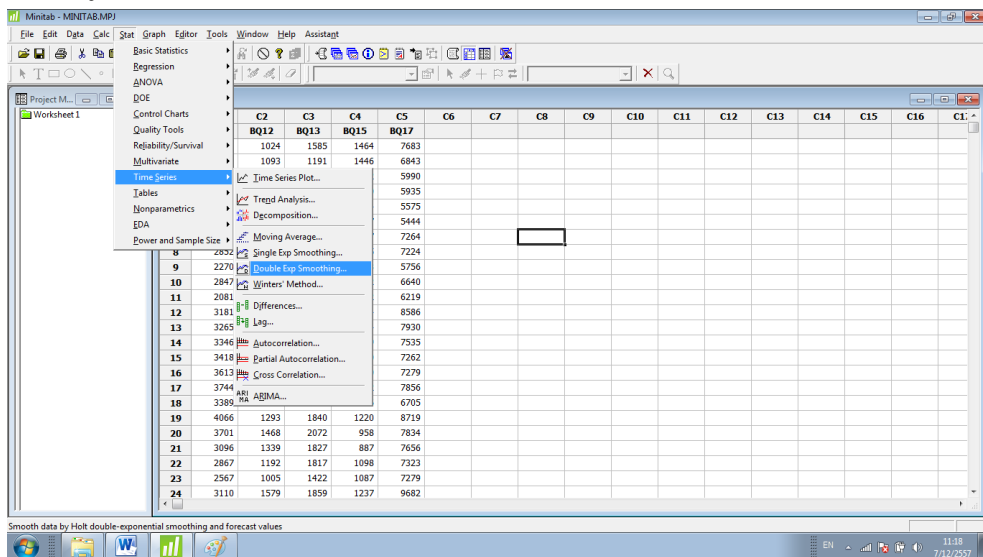 Minitab - MINITAB.MPJ
File Edit Data Calc Stat Graph Editor Tools Window Help Assistant
Project M...
Worksheet 1
Basic Statistics
Regression
ANOVA
DOE
Control Charts
Quality Tools
Reliability/Survival
Multivariate
Time Series
Tables
Nonparametrics
EDA
Power and Sample Size
Time Series Plot...
Trend Analysis...
Decomposition...
Moving Average...
Single Exp Smoothing...
Double Exp Smoothing...
Winters' Method...
Differences...
Lag...
Autocorrelation...
Partial Autocorrelation...
Cross Correlation...
ARIMA...
C2 C3 C4 C5 C6 C7 C8 C9 C10 C11 C12 C13 C14 C15 C16
BQ12 BQ13 BQ15 BQ17
1024 1585 1464 7683
1093 1191 1446 6843
5990
5935
5575
5444
7264
8 2852 7224
9 2270 5756
10 2847 6640
11 2081 6219
12 3181 8586
13 3265 7930
14 3346 7535
15 3418 7262
16 3613 7279
17 3744 7856
18 3389 6705
19 4066 1293 1840 1220 8719
20 3701 1468 2072 958 7834
21 3096 1339 1827 887 7656
22 2867 1192 1817 1098 7323
23 2567 1005 1422 1087 7279
24 3110 1579 1859 1237 9682
Smooth data by Holt double-exponential smoothing and forecast values
EN
11:18
7/12/2557